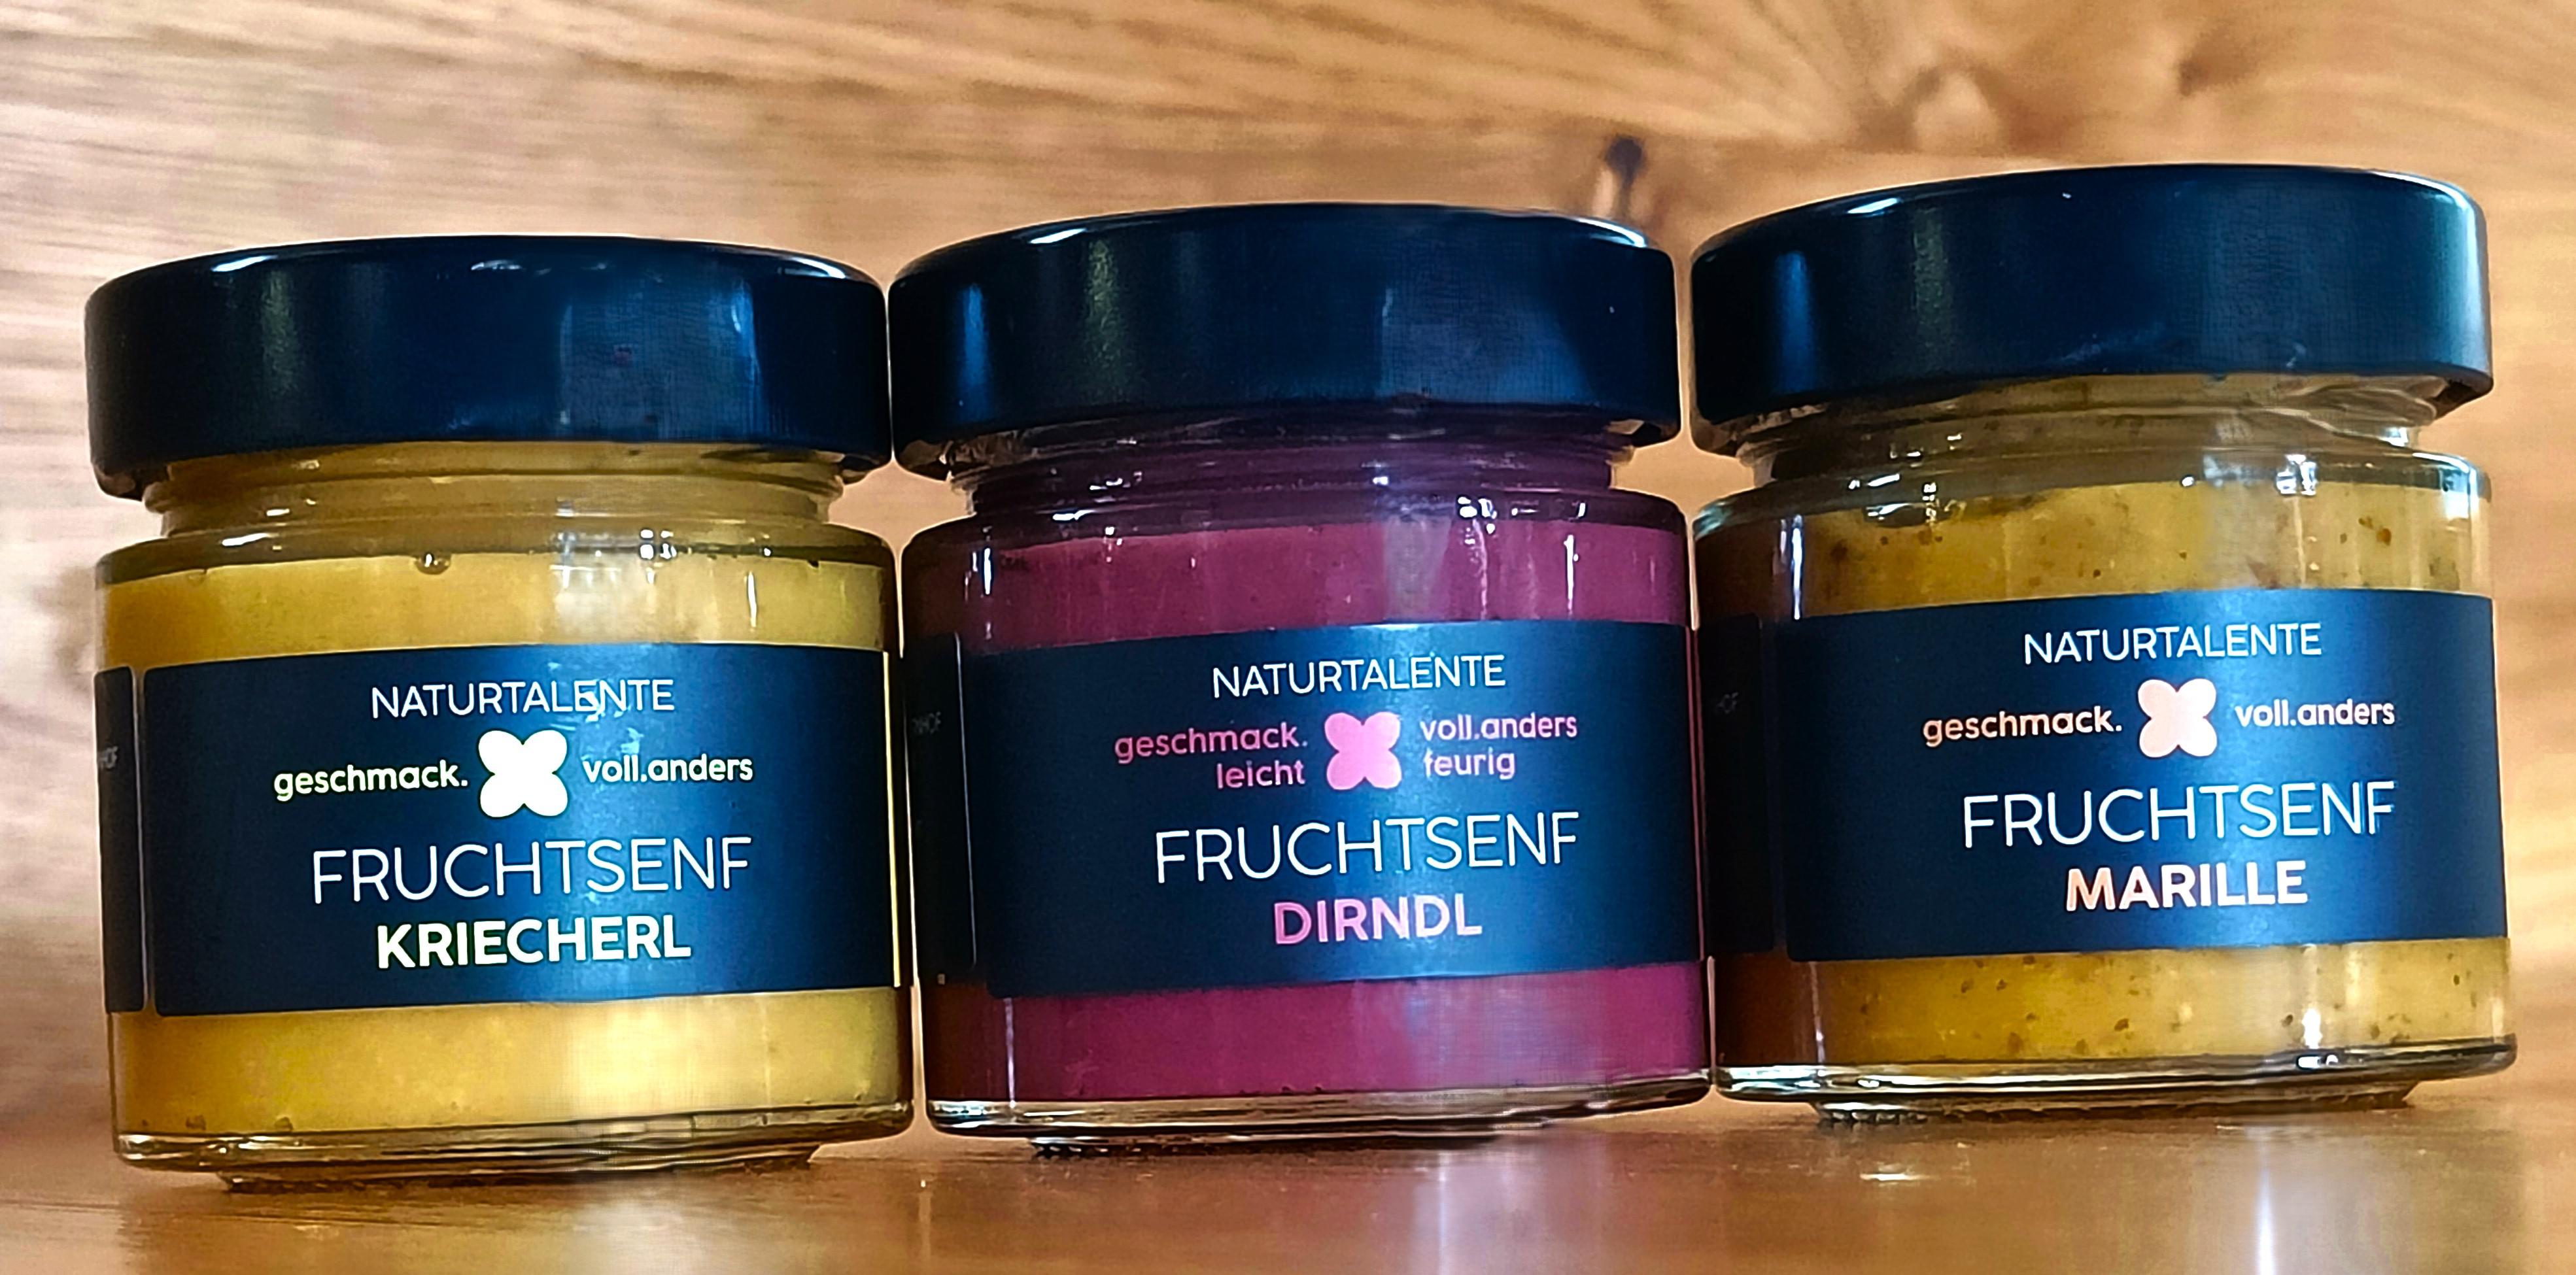 NATURTALENTE
geschmack. voll.anders
FRUCHTSENF
KRIECHERL
NATURTALENTE
geschmack. voll.anders
leicht feurig
FRUCHTSENF
DIRNDL
NATURTALENTE
geschmack. voll.anders
FRUCHTSENF
MARILLE